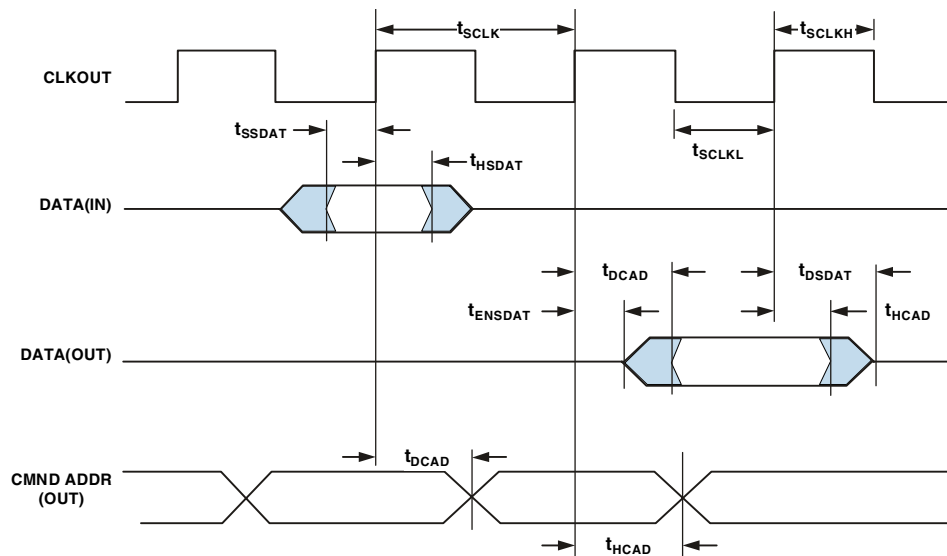 tSCLK
tSCLKH
CLKOUT
tSSDAT
tSCLKL
tHSDAT
DATA(IN)
tDCAD
tDSDAT
tENSDAT
tHCAD
DATA(OUT)
tDCAD
CMND ADDR
(OUT)
tHCAD